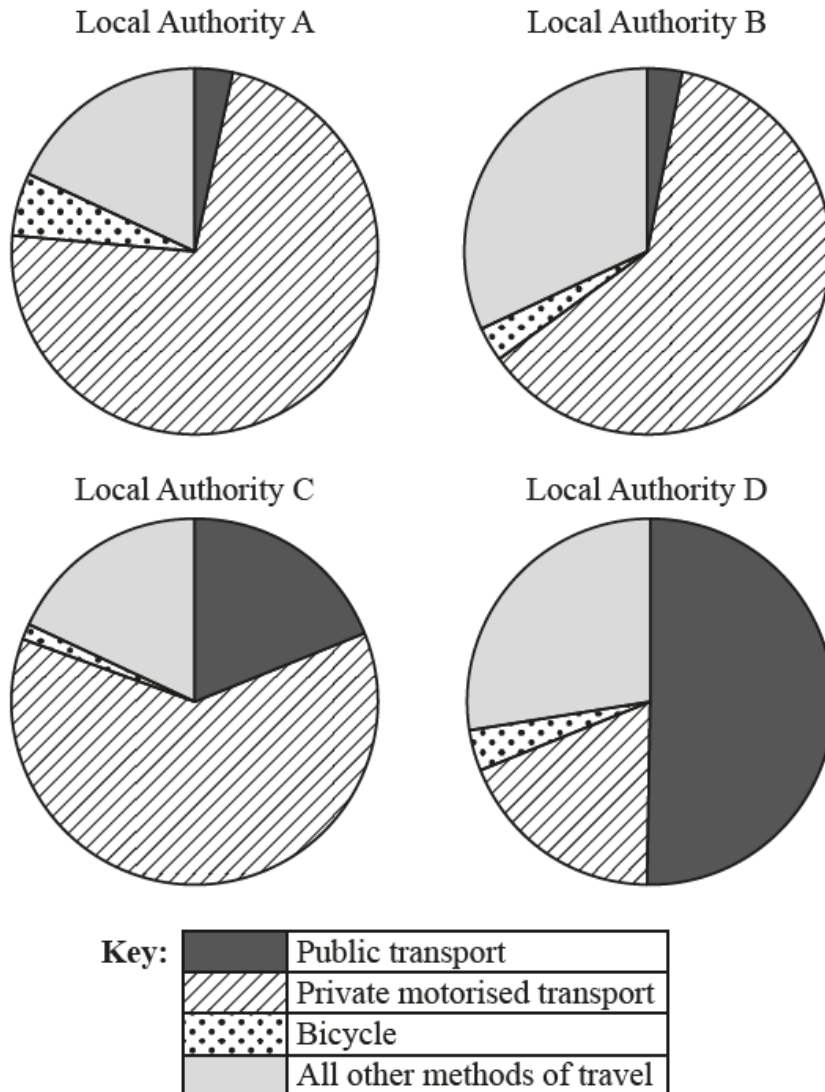 Local Authority A
Local Authority B
Local Authority C
Local Authority D
Key:
Public transport
Private motorised transport
Bicycle
All other methods of travel